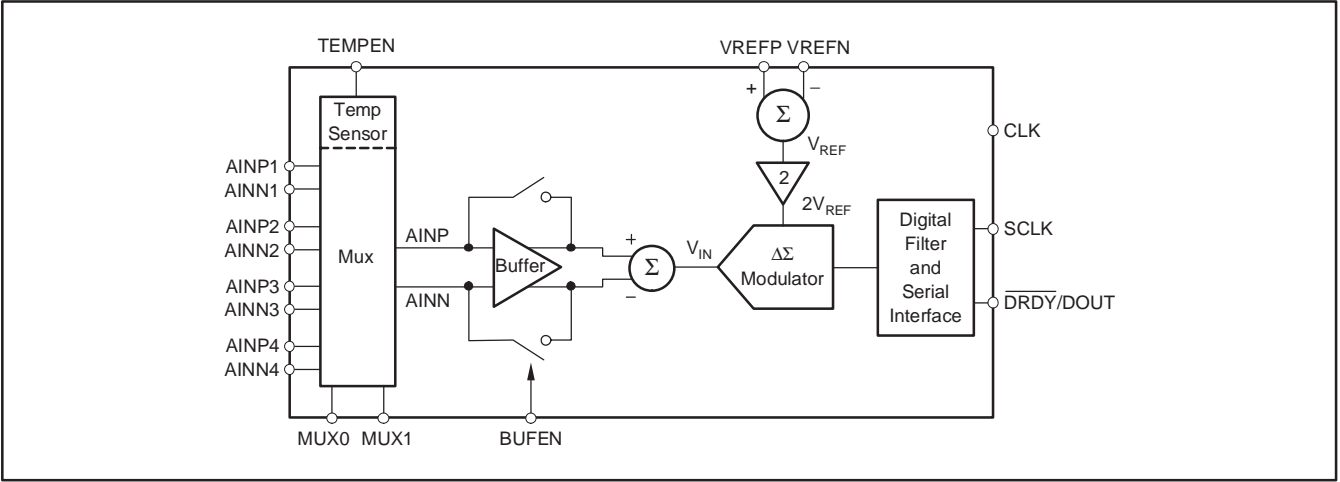 TEMPEN
VREFP VREFN
+ −
Σ
Temp
Sensor
CLK
V_REF
AINP1
AINN1
2
2V_REF
AINP2
AINN2
Mux
AINP
Buffer
AINN
+
Σ
−
V_IN
ΔΣ
Modulator
Digital
Filter
and
Serial
Interface
SCLK
D̅R̅D̅Y̅/DOUT
AINP3
AINN3
AINP4
AINN4
MUX0 MUX1
BUFEN